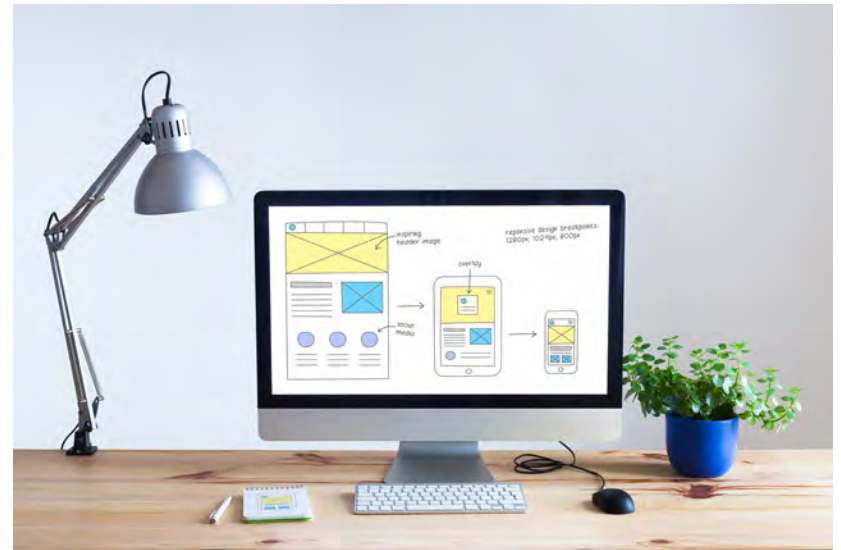 inspiring
header image
responsive design breakpoints:
1280px, 1024px, 800px
overlay
social
media